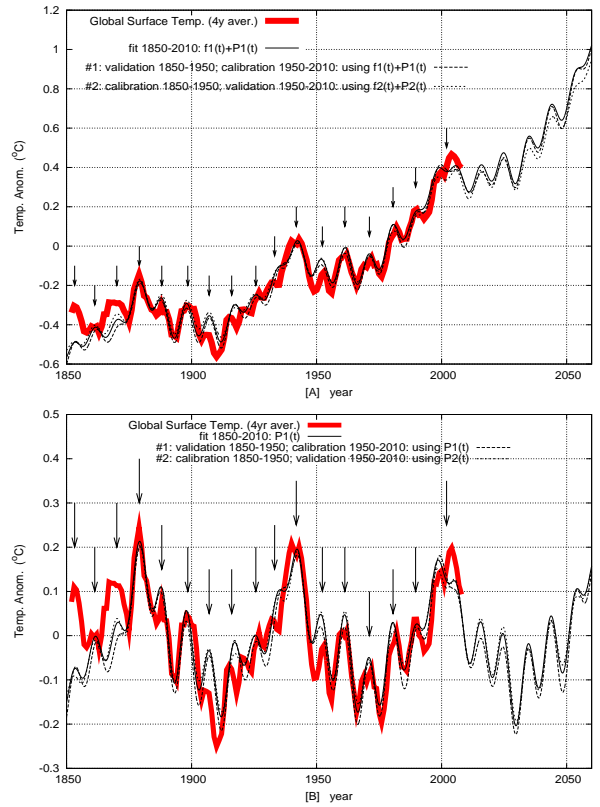 1.2
1
0.8
0.6
0.4
0.2
0
-0.2
-0.4
-0.6
Temp. Anom. (°C)
Global Surface Temp. (4y aver.)
fit 1850-2010: f1(t)+P1(t)
#1: validation 1850-1950; calibration 1950-2010: using f1(t)+P1(t)
#2: calibration 1850-1950; validation 1950-2010: using f2(t)+P2(t)
1850
1900
1950
2000
2050
[A] year
0.5
0.4
0.3
0.2
0.1
0
-0.1
-0.2
-0.3
Temp. Anom. (°C)
Global Surface Temp. (4yr aver.)
fit 1850-2010: P1(t)
#1: validation 1850-1950; calibration 1950-2010: using P1(t)
#2: calibration 1850-1950; validation 1950-2010: using P2(t)
1850
1900
1950
2000
2050
[B] year